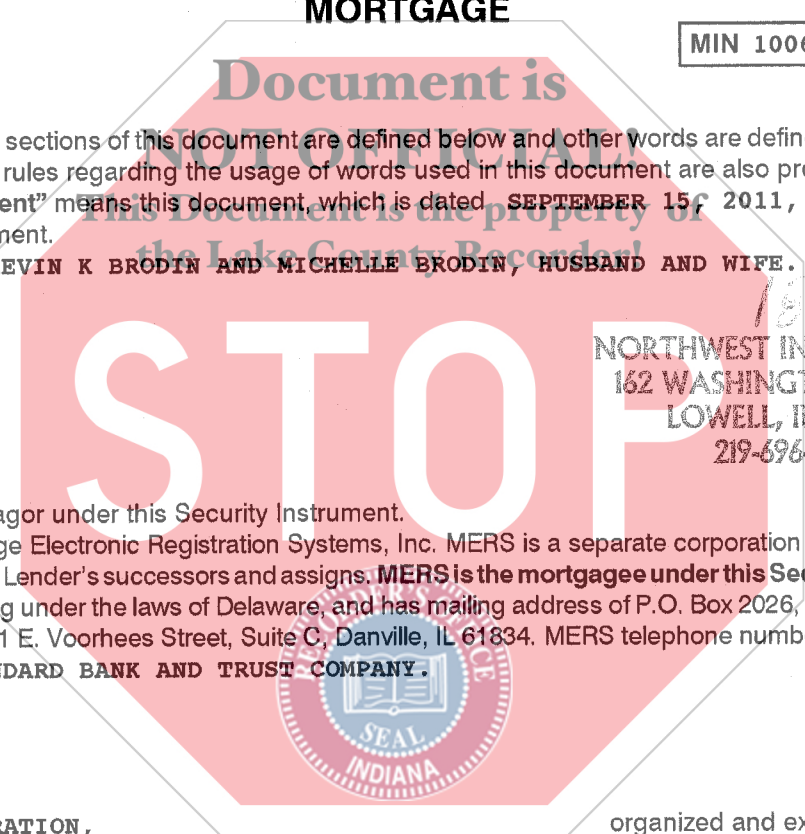 MORTGAGE
MIN 1006
Document is
sections of this document are defined below and other words are defin
NOT OFFICIAL!
rules regarding the usage of words used in this document are also pro
ent” means this document, which is dated SEPTEMBER 15, 2011,
This Document is the property of
ment.
the Lake County Recorder!
EVIN K BRODIN AND MICHELLE BRODIN, HUSBAND AND WIFE.
18
STOP
NORTHWEST IN
162 WASHINGT
LOWELL, I
219-696
agor under this Security Instrument.
ge Electronic Registration Systems, Inc. MERS is a separate corporation
Lender's successors and assigns. MERS is the mortgagee under this Sec
g under the laws of Delaware, and has mailing address of P.O. Box 2026,
1 E. Voorhees Street, Suite C, Danville, IL 61834. MERS telephone numb
DARD BANK AND TRUST COMPANY.
RECORDER'S OFFICE
SEAL
INDIANA
RATION,
organized and ex